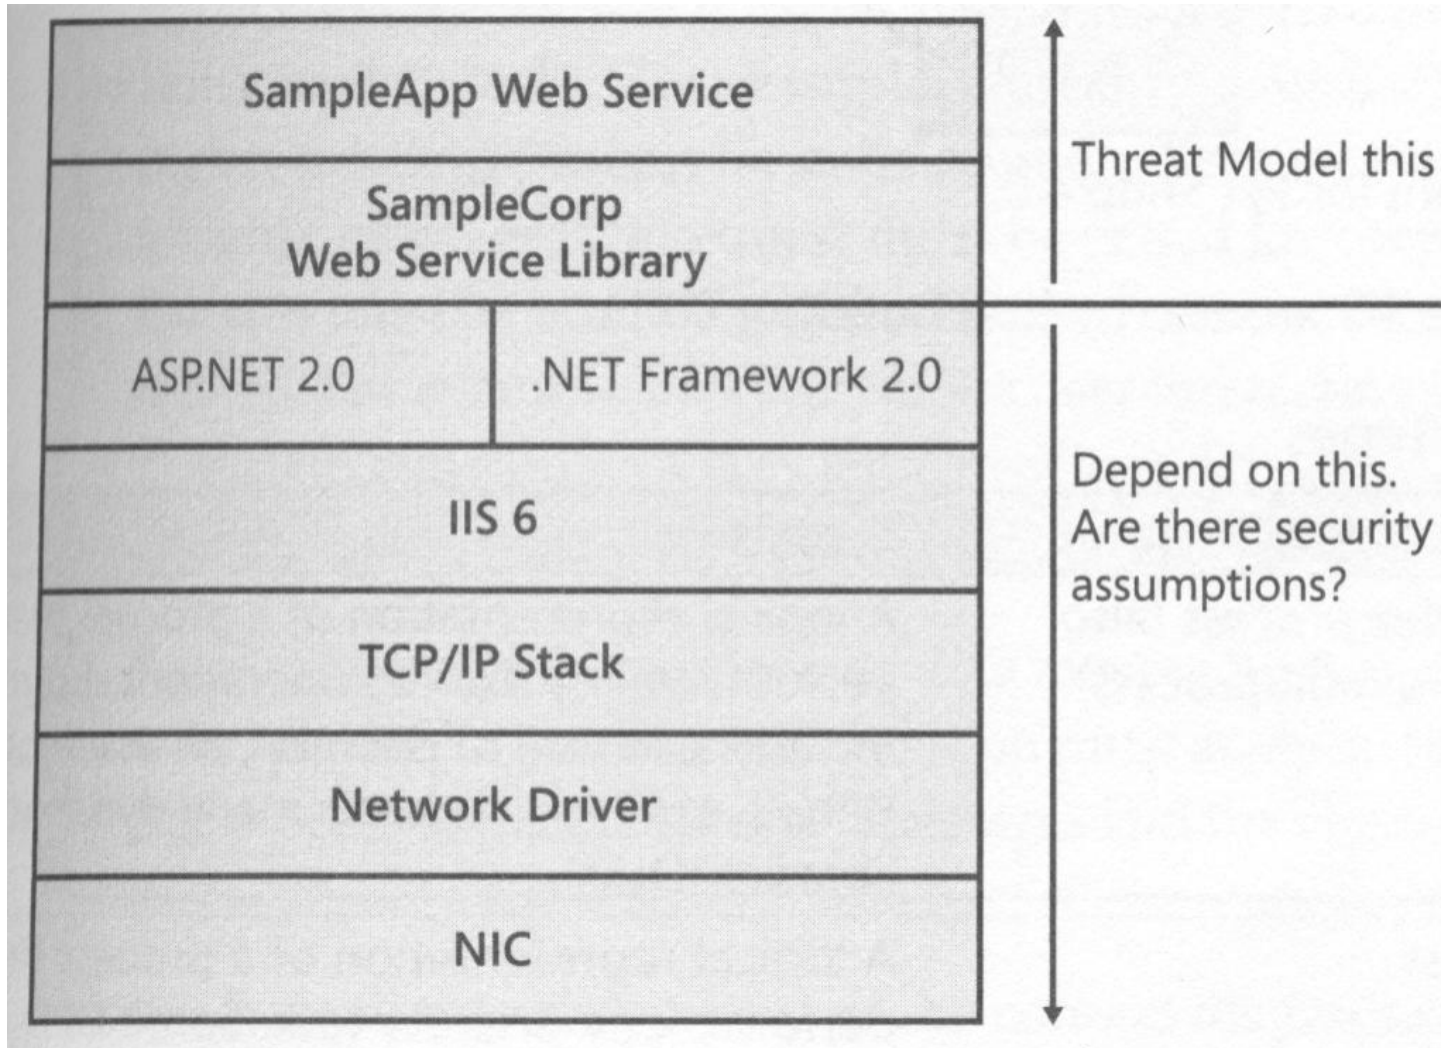 SampleApp Web Service
Threat Model this
SampleCorp
Web Service Library
ASP.NET 2.0
.NET Framework 2.0
IIS 6
Depend on this.
Are there security
assumptions?
TCP/IP Stack
Network Driver
NIC